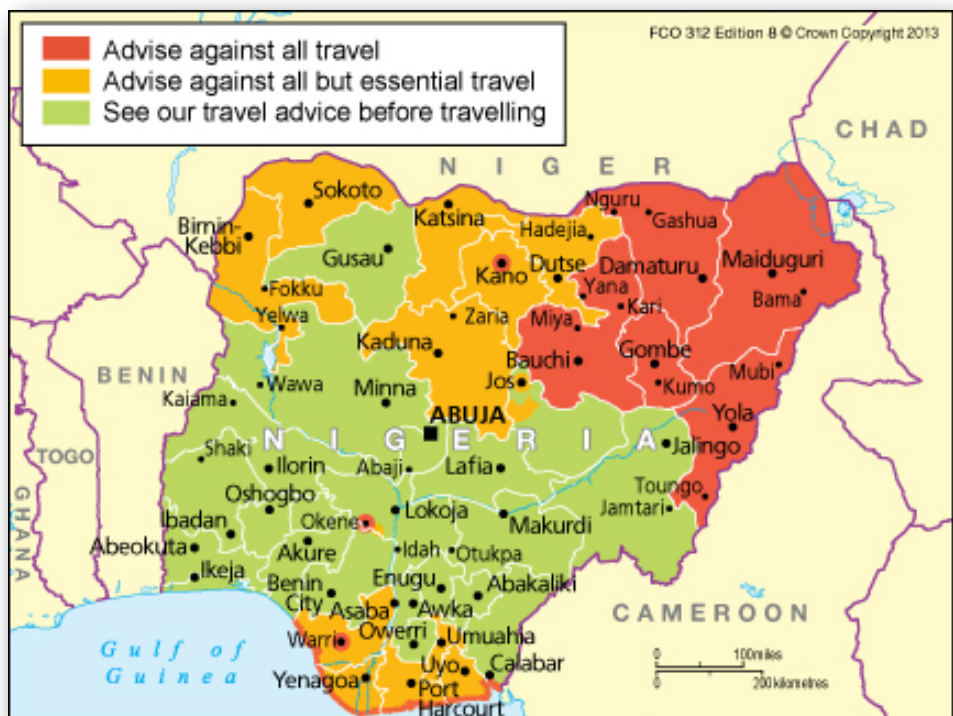 FCO 312 Edition 8 © Crown Copyright 2013
Advise against all travel
Advise against all but essential travel
See our travel advice before travelling
CHAD
NIGER
Sokoto
Katsina
Nguru
Gashua
Birnin-
Kebbi
Hadejia
Gusau
Kano
Dutse
Damaturu
Maiduguri
Fokku
Yana
Bama
Kari
Yelwa
Zaria
Miya
Kaduna
Bauchi
Gombe
Mubi
BENIN
Wawa
Minna
Jos
Kumo
Kaiama
ABUJA
Yola
NIGERIA
Jalingo
TOGO
Shaki
Ilorin
Abaji
Lafia
Toungo
Oshogbo
Jamtari
GHANA
Ibadan
Okene
Lokoja
Makurdi
Abeokuta
Akure
Idah
Otukpa
Ikeja
Benin
City
Enugu
Abakaliki
Asaba
Awka
CAMEROON
Warri
Owerri
Umuahia
Gulf of
Guinea
Uyo
Calabar
Yenagoa
Port
Harcourt
100miles
200kilometres
0
0